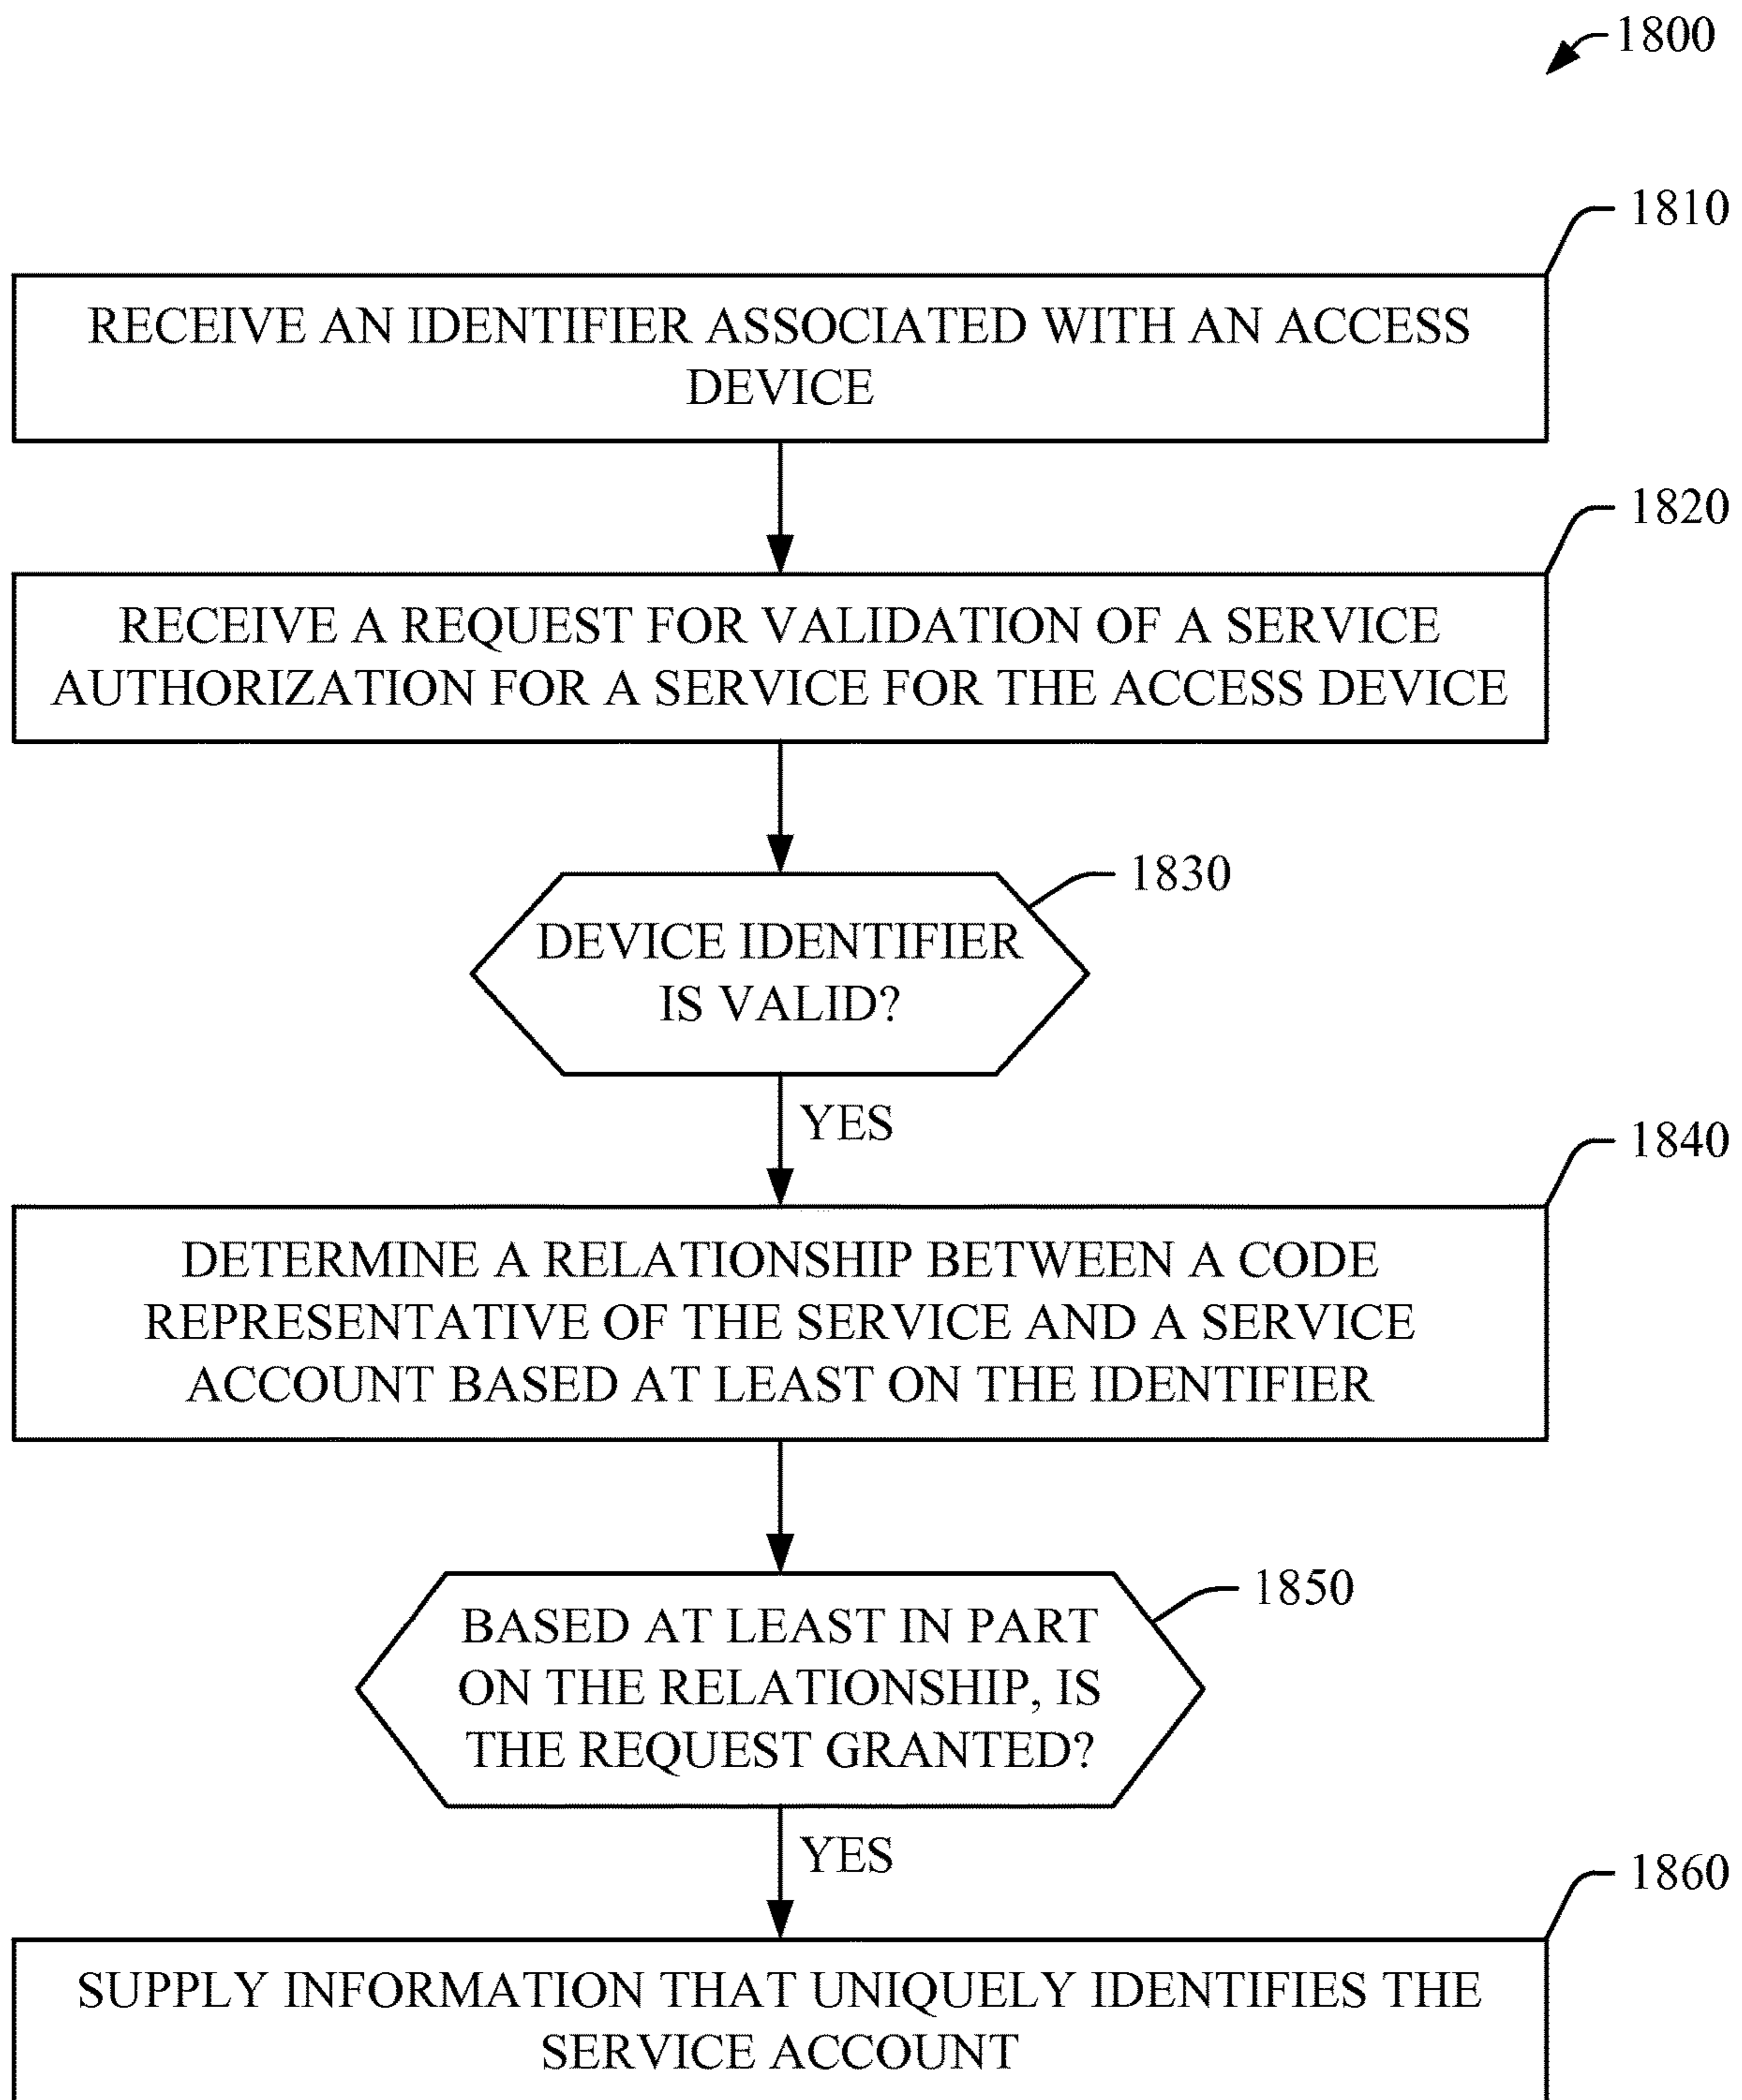 1800
1810
RECEIVE AN IDENTIFIER ASSOCIATED WITH AN ACCESS
DEVICE
1820
RECEIVE A REQUEST FOR VALIDATION OF A SERVICE
AUTHORIZATION FOR A SERVICE FOR THE ACCESS DEVICE
1830
DEVICE IDENTIFIER
IS VALID?
YES
1840
DETERMINE A RELATIONSHIP BETWEEN A CODE
REPRESENTATIVE OF THE SERVICE AND A SERVICE
ACCOUNT BASED AT LEAST ON THE IDENTIFIER
1850
BASED AT LEAST IN PART
ON THE RELATIONSHIP, IS
THE REQUEST GRANTED?
YES
1860
SUPPLY INFORMATION THAT UNIQUELY IDENTIFIES THE
SERVICE ACCOUNT